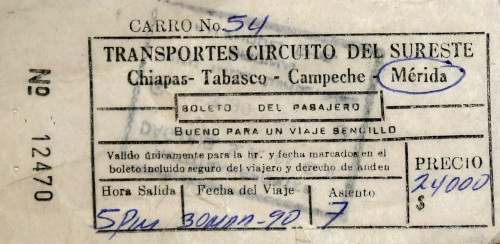 CARRO No. 54
TRANSPORTES CIRCUITO DEL SURESTE
Chiapas- Tabasco - Campeche - Mérida
BOLETO DEL PASAJERO
BUENO PARA UN VIAJE SENCILLO
Valido únicamente para la hr. y fecha marcados en el
boleto incluido seguro del viajero y derecho de anden
PRECIO
24000
$
Hora Salida Fecha del Viaje Asiento
5Pm 30MAR-90 7
No 12470